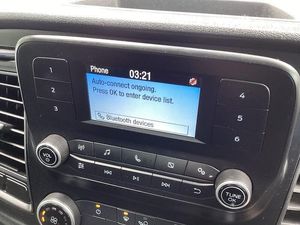 Phone 03:21
Auto-connect ongoing.
Press OK to enter device list.
Bluetooth devices
1
2
3
4
5
6
VOL
TUNE
OK